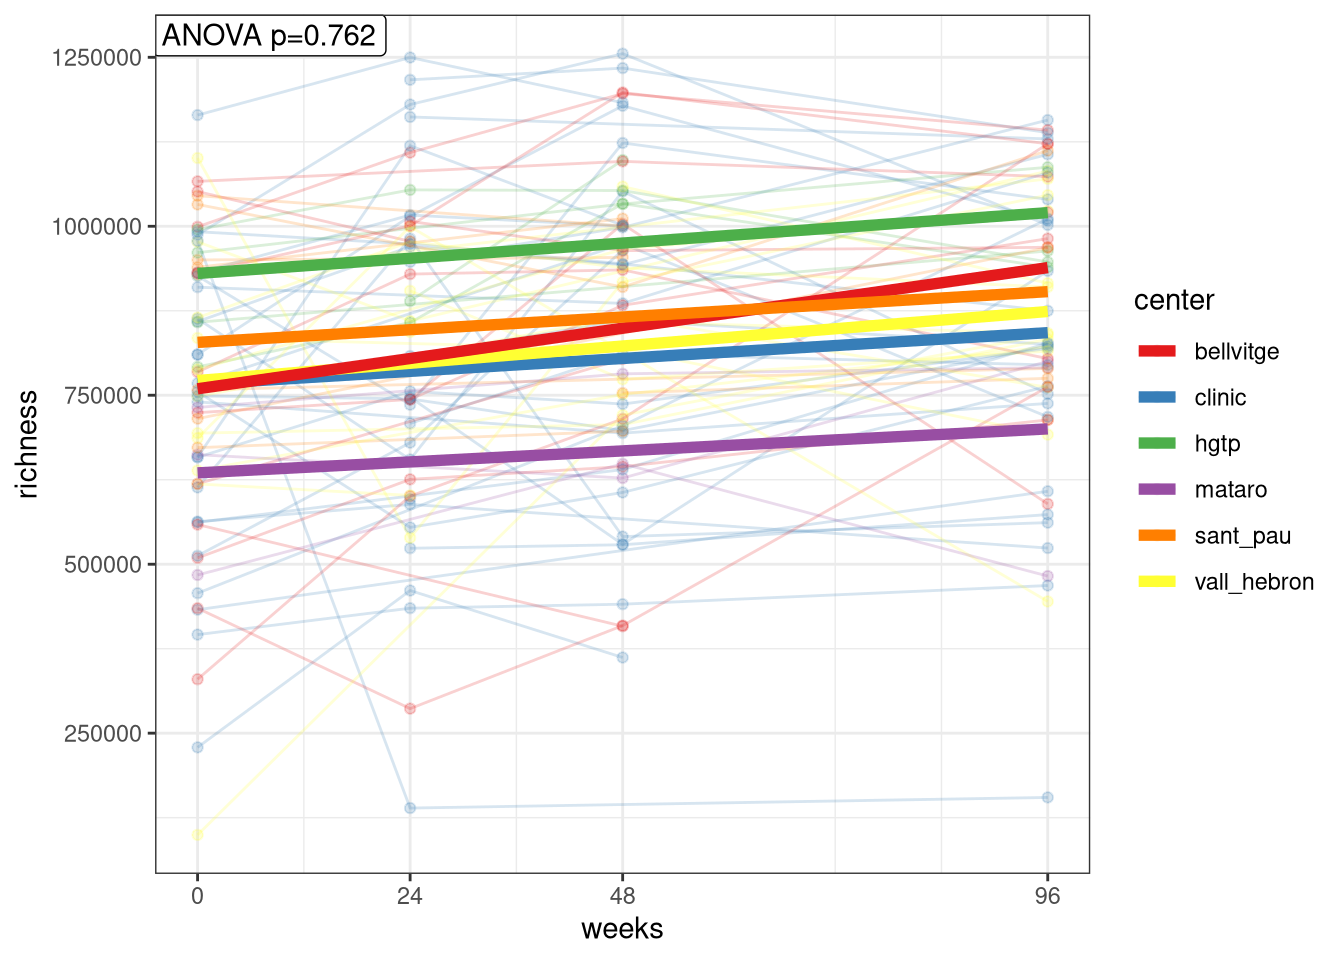 ANOVA p=0.762
1250000
1000000
750000
500000
250000
richness
0 24 48 96
weeks
center
bellvitge
clinic
hgtp
mataro
sant_pau
vall_hebron